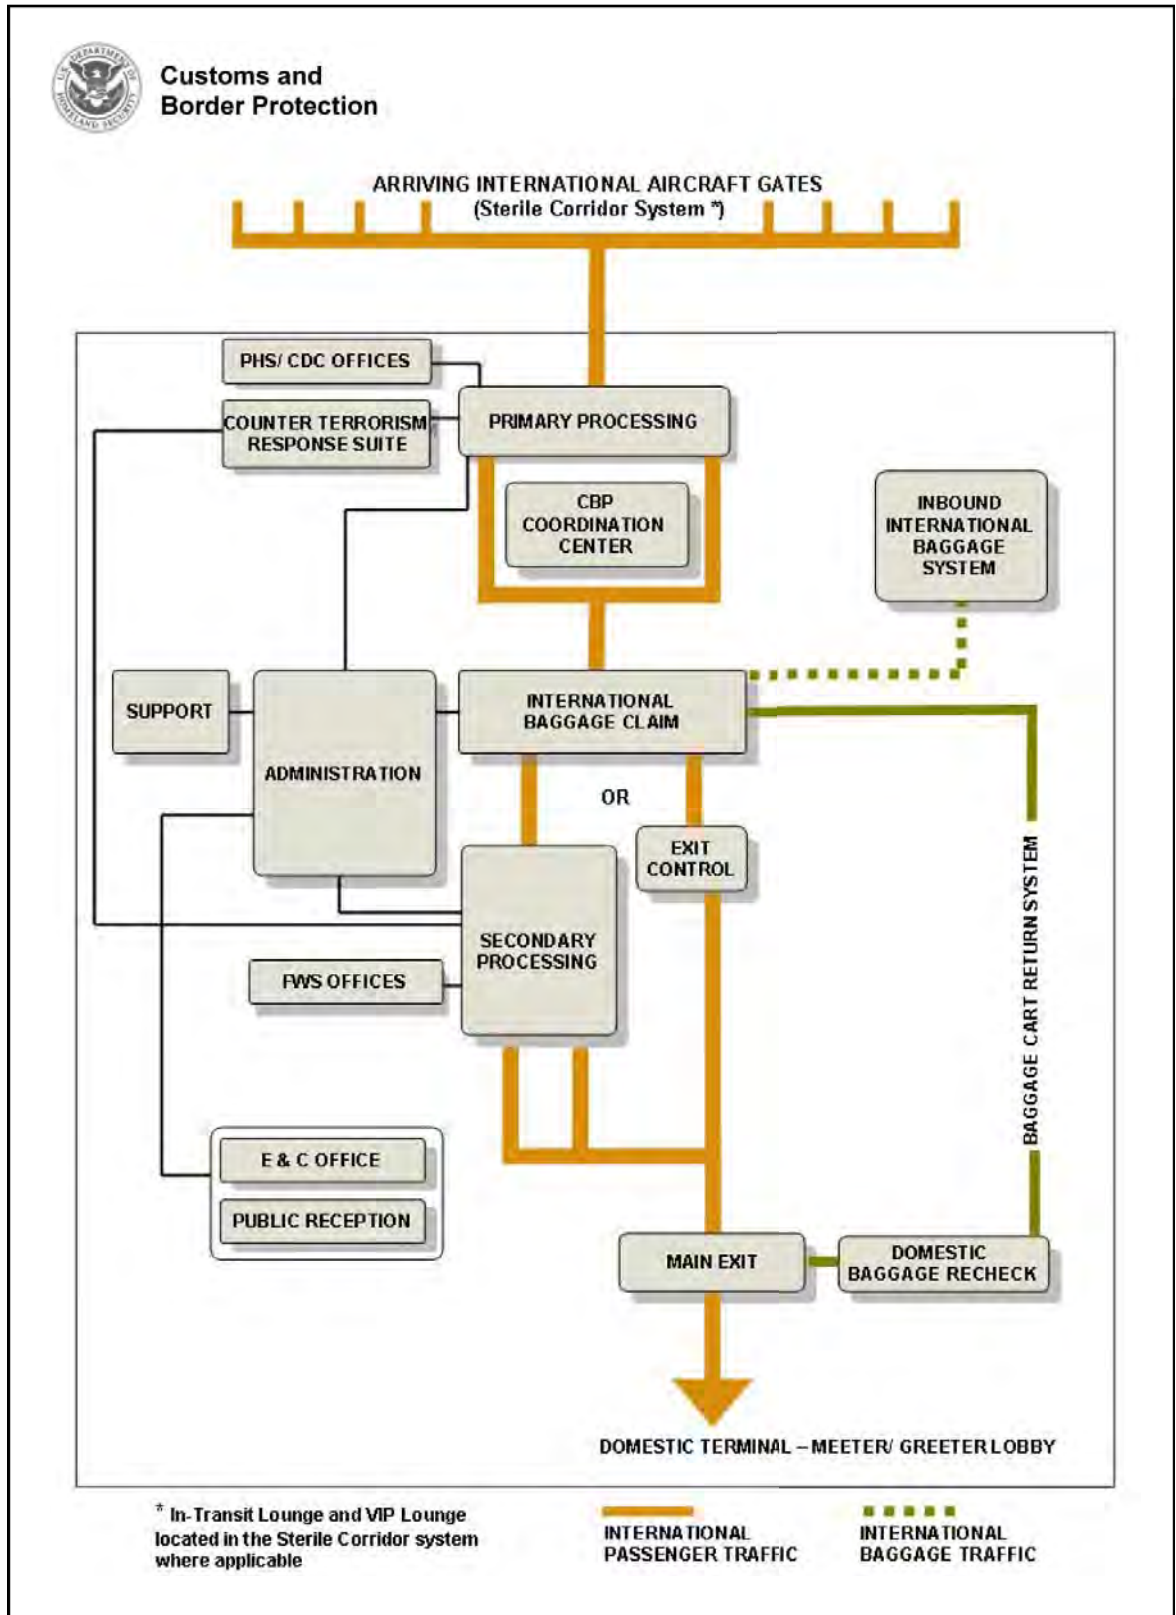 U.S. DEPARTMENT OF
HOMELAND SECURITY
Customs and
Border Protection
ARRIVING INTERNATIONAL AIRCRAFT GATES
(Sterile Corridor System *)
PHS/ CDC OFFICES
COUNTER TERRORISM
RESPONSE SUITE
PRIMARY PROCESSING
CBP
COORDINATION
CENTER
INBOUND
INTERNATIONAL
BAGGAGE
SYSTEM
SUPPORT
ADMINISTRATION
INTERNATIONAL
BAGGAGE CLAIM
OR
EXIT
CONTROL
SECONDARY
PROCESSING
FWS OFFICES
BAGGAGE CART RETURN SYSTEM
E & C OFFICE
PUBLIC RECEPTION
MAIN EXIT
DOMESTIC
BAGGAGE RECHECK
DOMESTIC TERMINAL – MEETER/ GREETER LOBBY
* In-Transit Lounge and VIP Lounge
located in the Sterile Corridor system
where applicable
INTERNATIONAL
PASSENGER TRAFFIC
INTERNATIONAL
BAGGAGE TRAFFIC